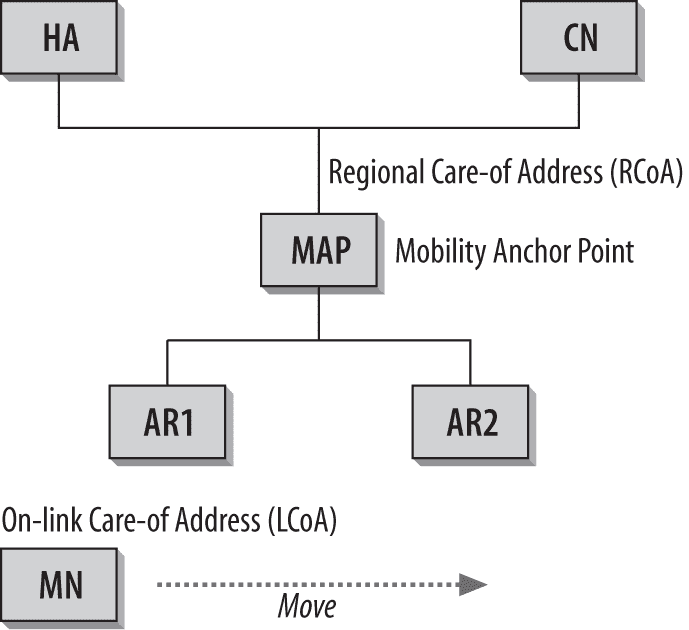 HA
CN
Regional Care-of Address (RCoA)
MAP
Mobility Anchor Point
AR1
AR2
On-link Care-of Address (LCoA)
MN
Move